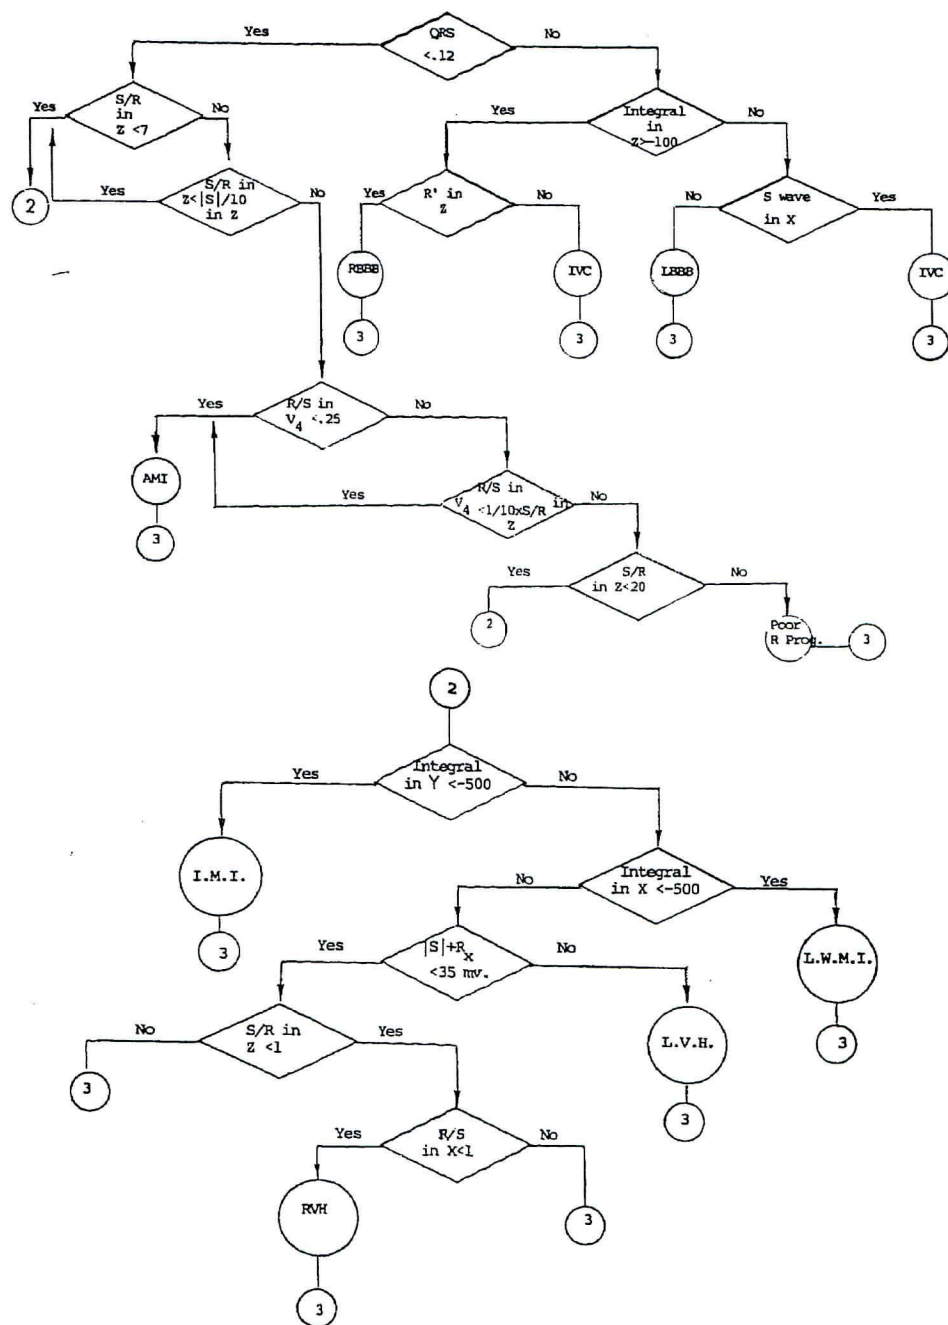 QRS
<.12
Yes
No
S/R
in
Z <7
Yes
No
Integral
in
Z>-100
Yes
No
S/R in
Z<|S|/10
in Z
Yes
No
2
R' in
Z
Yes
No
S wave
in X
No
Yes
RBBB
IVC
LBBB
IVC
3
3
3
3
R/S in
V4 <.25
Yes
No
AMI
3
R/S in
V4 <1/10xS/R in
Z
Yes
No
S/R
in Z<20
Yes
No
2
Poor
R Prog.
3
2
Integral
in Y <-500
Yes
No
I.M.I.
3
Integral
in X <-500
No
Yes
L.W.M.I.
3
|S|+Rx
<35 mv.
Yes
No
L.V.H.
3
S/R in
Z <1
No
Yes
3
R/S
in X<1
Yes
No
RVH
3
3